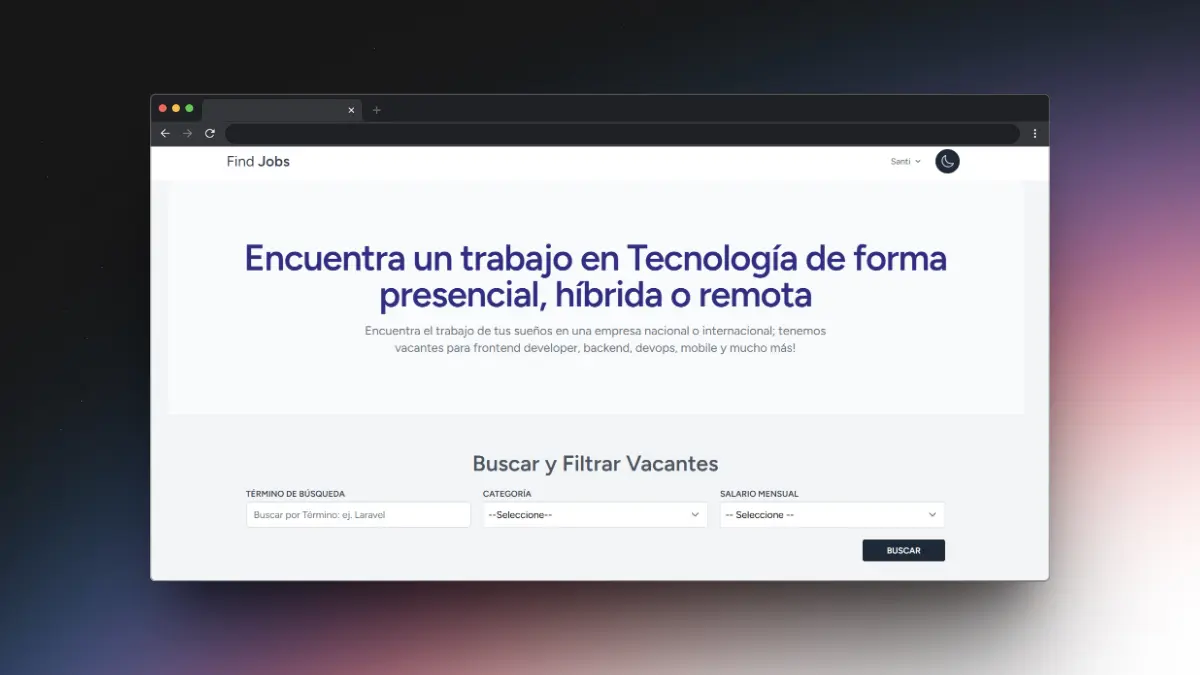 Find Jobs
Santi
Encuentra un trabajo en Tecnología de forma
presencial, híbrida o remota
Encuentra el trabajo de tus sueños en una empresa nacional o internacional; tenemos
vacantes para frontend developer, backend, devops, mobile y mucho más!
Buscar y Filtrar Vacantes
TÉRMINO DE BÚSQUEDA
Buscar por Término: ej. Laravel
CATEGORÍA
--Seleccione--
SALARIO MENSUAL
-- Seleccione --
BUSCAR